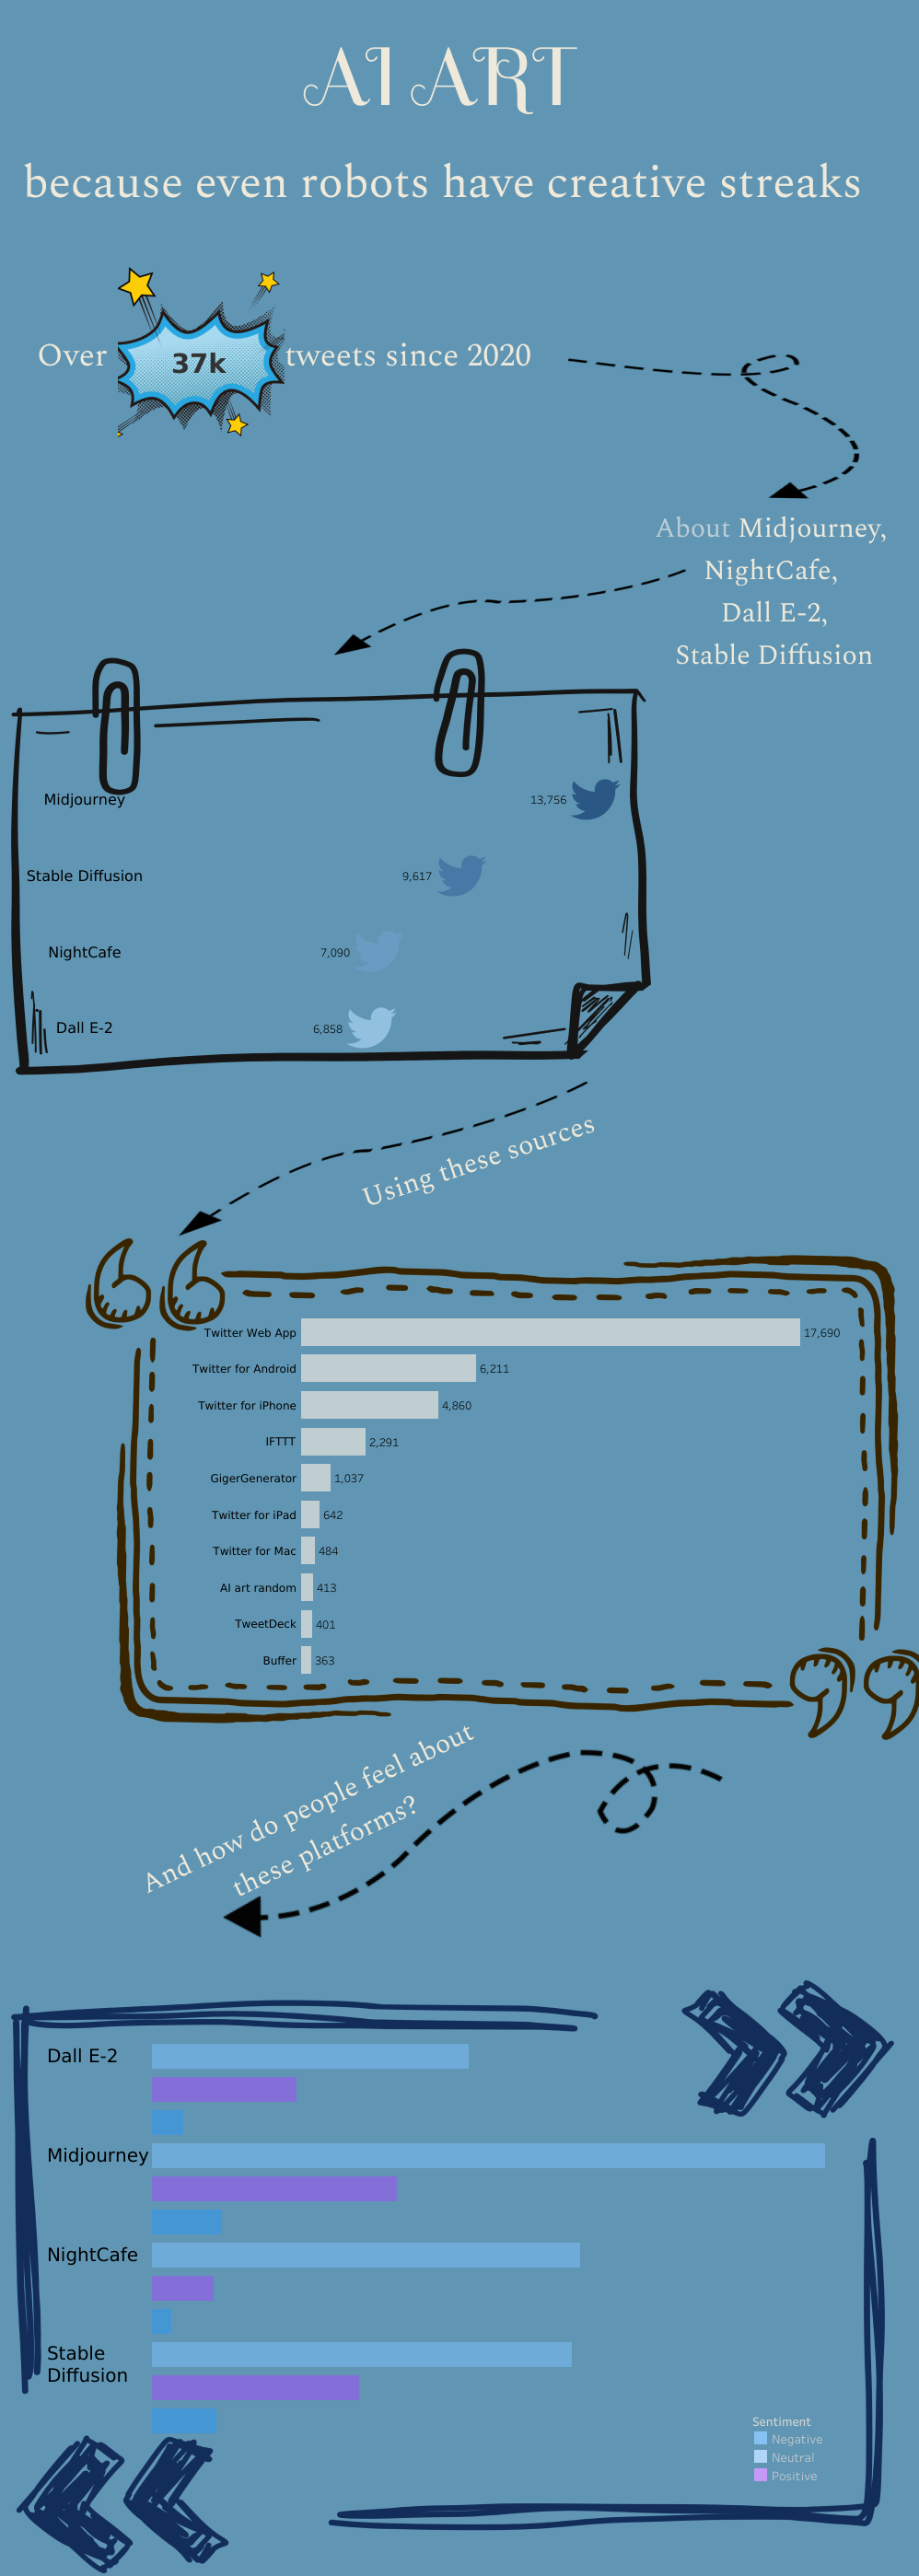 AI ART
because even robots have creative streaks
Over 37k tweets since 2020
About Midjourney,
NightCafe,
Dall E-2,
Stable Diffusion
Midjourney 13,756
Stable Diffusion 9,617
NightCafe 7,090
Dall E-2 6,858
Using these sources
Twitter Web App 17,690
Twitter for Android 6,211
Twitter for iPhone 4,860
IFTTT 2,291
GigerGenerator 1,037
Twitter for iPad 642
Twitter for Mac 484
AI art random 413
TweetDeck 401
Buffer 363
And how do people feel about
these platforms?
Dall E-2
Midjourney
NightCafe
Stable
Diffusion
Sentiment
Negative
Neutral
Positive